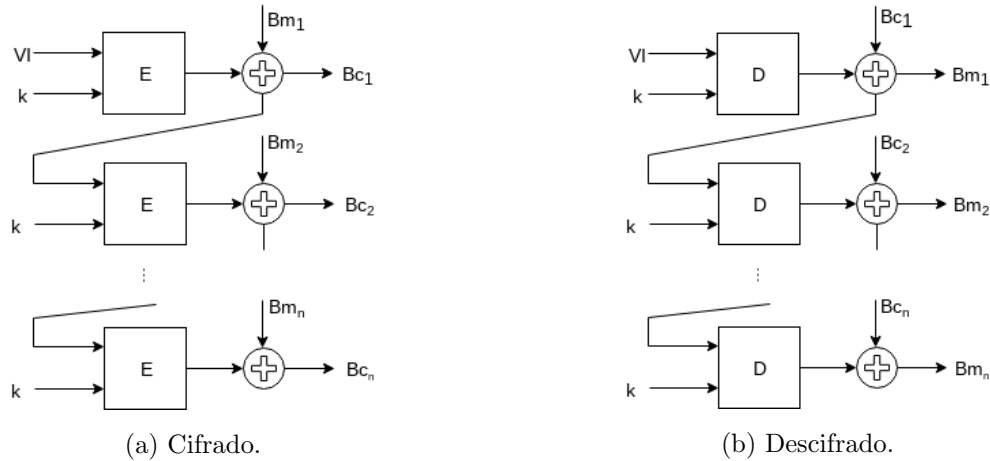 Bm1
VI
E
Bc1
k
Bm2
E
Bc2
k
⋮
Bmn
E
Bcn
k
(a) Cifrado.
Bc1
VI
D
Bm1
k
Bc2
D
Bm2
k
⋮
Bcn
D
Bmn
k
(b) Descifrado.